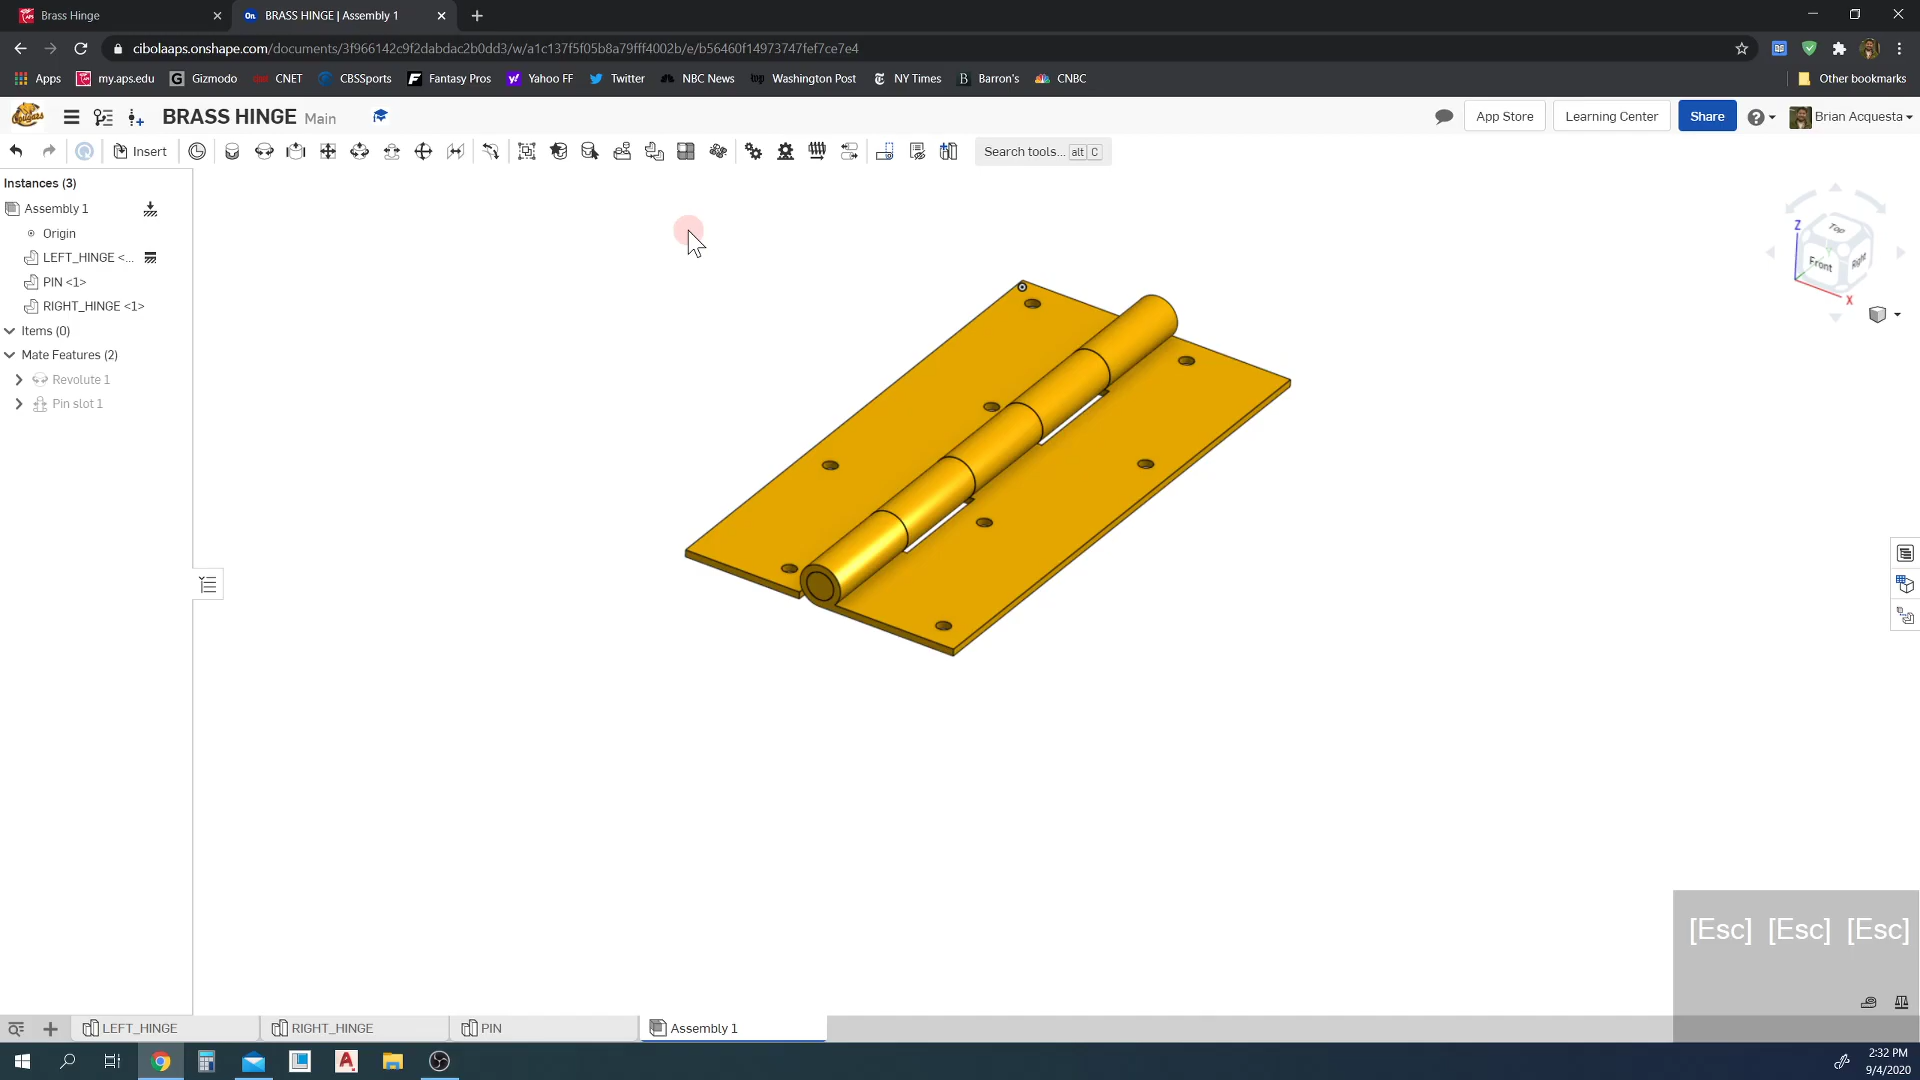 Brass Hinge
BRASS HINGE | Assembly 1
cibolaaps.onshape.com/documents/3f966142c9f2dabdac2b0dd3/w/a1c137f5f05b8a79fff4002b/e/b56460f14973747fef7ce7e4
Apps my.aps.edu Gizmodo CNET CBSSports Fantasy Pros Yahoo FF Twitter NBC News Washington Post NY Times Barron's CNBC Other bookmarks
BRASS HINGE Main App Store Learning Center Share Brian Acquesta
Insert Search tools... alt C
Instances (3)
Assembly 1
Origin
LEFT_HINGE <...
PIN <1>
RIGHT_HINGE <1>
Items (0)
Mate Features (2)
Revolute 1
Pin slot 1
Top
Z
Front Right
X
[Esc] [Esc] [Esc]
LEFT_HINGE RIGHT_HINGE PIN Assembly 1
2:32 PM
9/4/2020